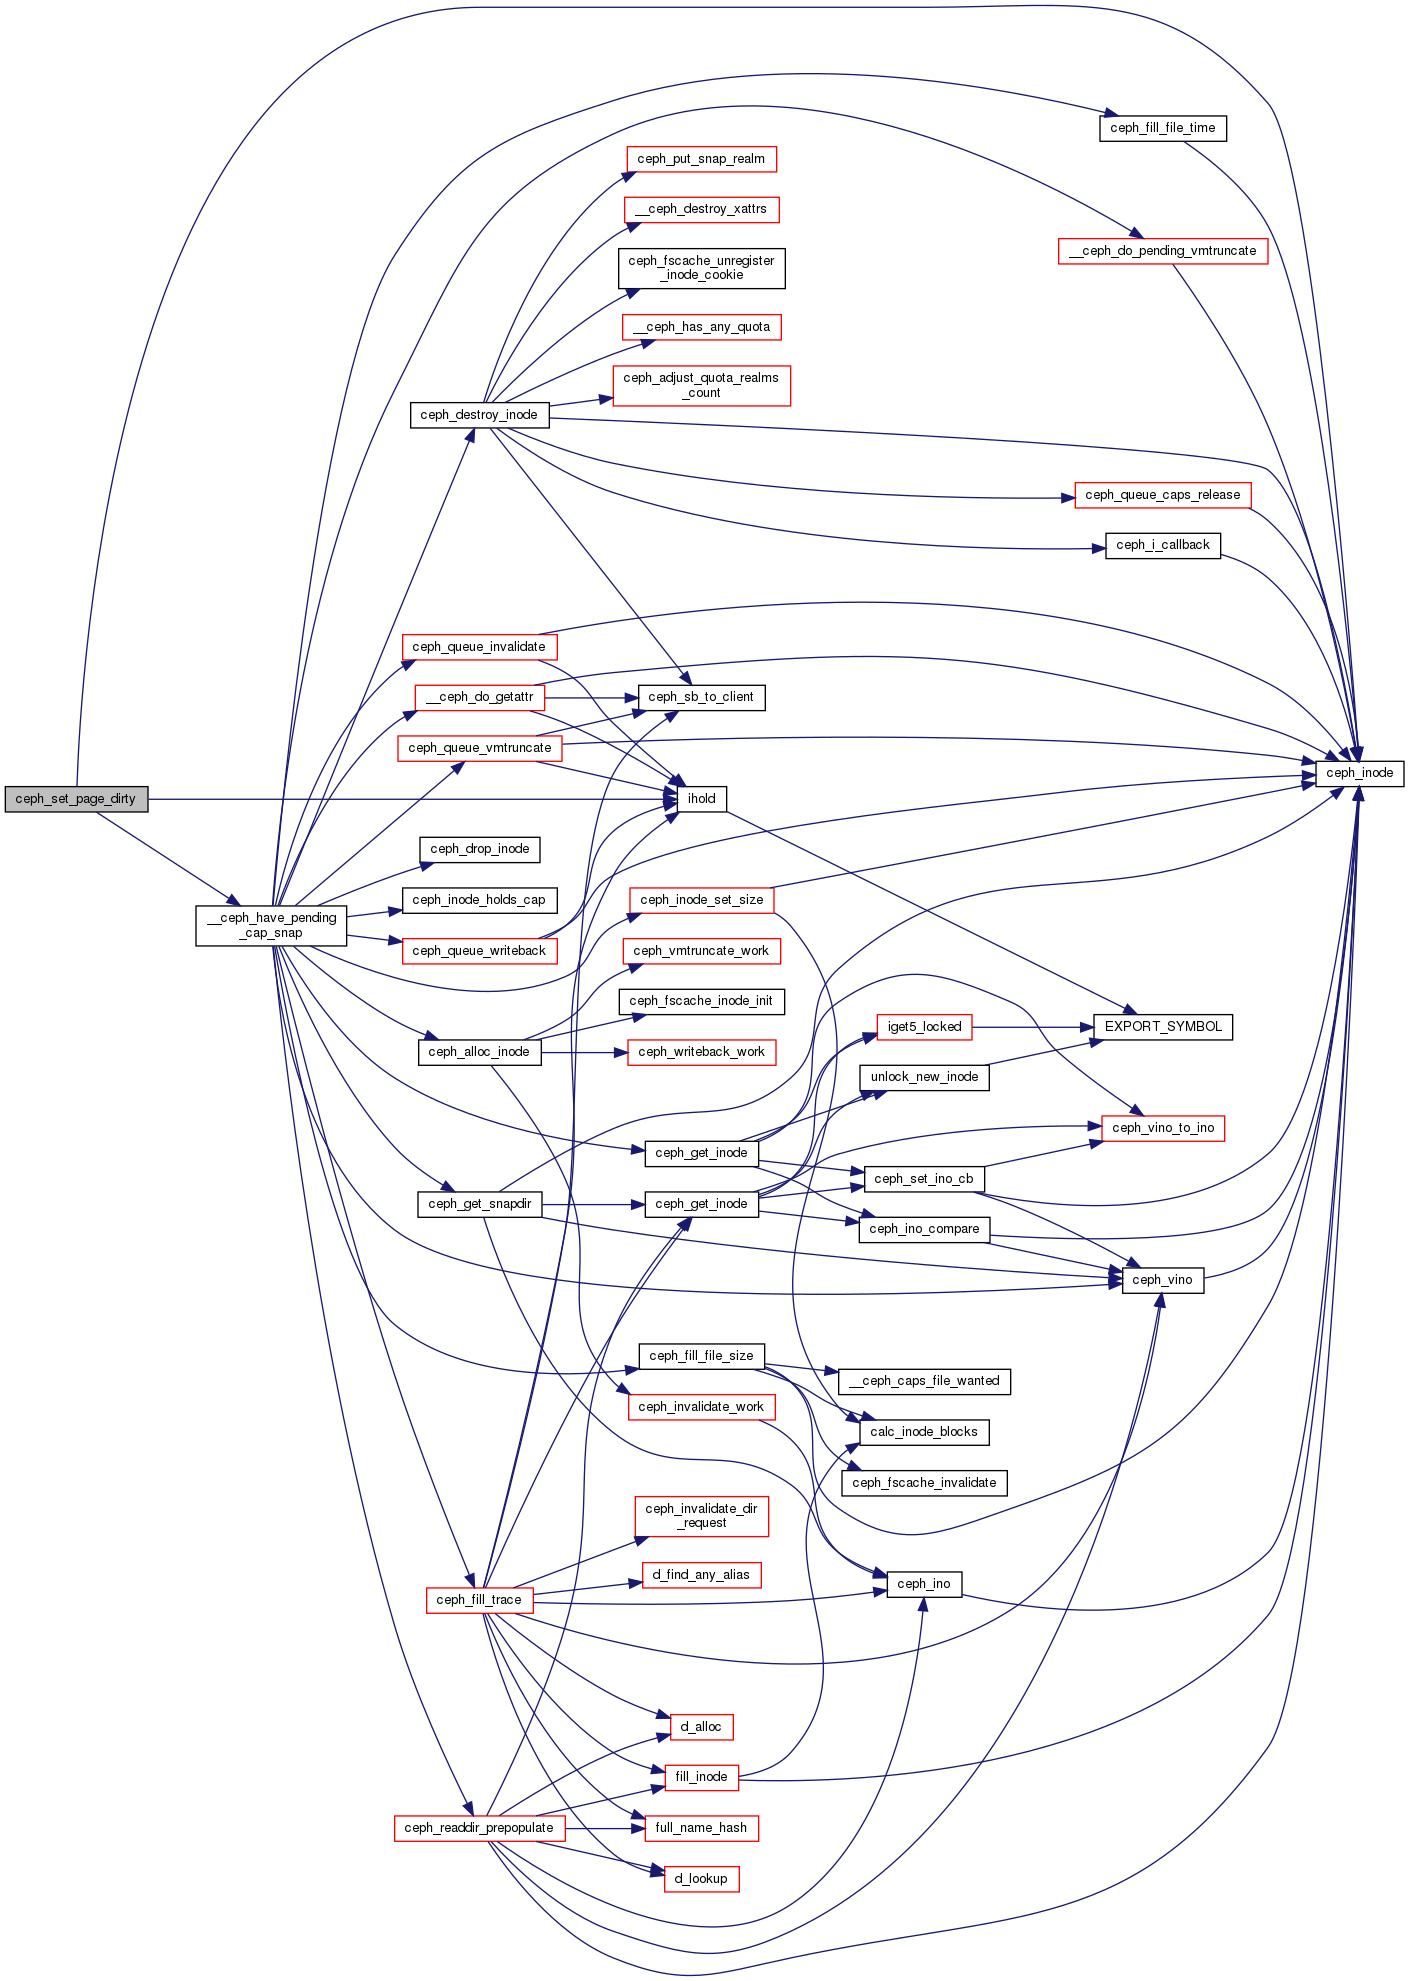 ceph_fill_file_time
ceph_put_snap_realm
__ceph_destroy_xattrs
ceph_fscache_unregister
_inode_cookie
__ceph_do_pending_vmtruncate
__ceph_has_any_quota
ceph_adjust_quota_realms
_count
ceph_destroy_inode
ceph_queue_caps_release
ceph_i_callback
ceph_queue_invalidate
__ceph_do_getattr
ceph_sb_to_client
ceph_queue_vmtruncate
ceph_inode
ceph_set_page_dirty
ihold
ceph_drop_inode
ceph_inode_holds_cap
ceph_inode_set_size
__ceph_have_pending
_cap_snap
ceph_queue_writeback
ceph_vmtruncate_work
ceph_fscache_inode_init
iget5_locked
EXPORT_SYMBOL
ceph_alloc_inode
ceph_writeback_work
unlock_new_inode
ceph_vino_to_ino
ceph_get_inode
ceph_set_ino_cb
ceph_get_snapdir
ceph_get_inode
ceph_ino_compare
ceph_vino
ceph_fill_file_size
__ceph_caps_file_wanted
ceph_invalidate_work
calc_inode_blocks
ceph_fscache_invalidate
ceph_invalidate_dir
_request
d_find_any_alias
ceph_ino
ceph_fill_trace
d_alloc
fill_inode
ceph_readdir_prepopulate
full_name_hash
d_lookup